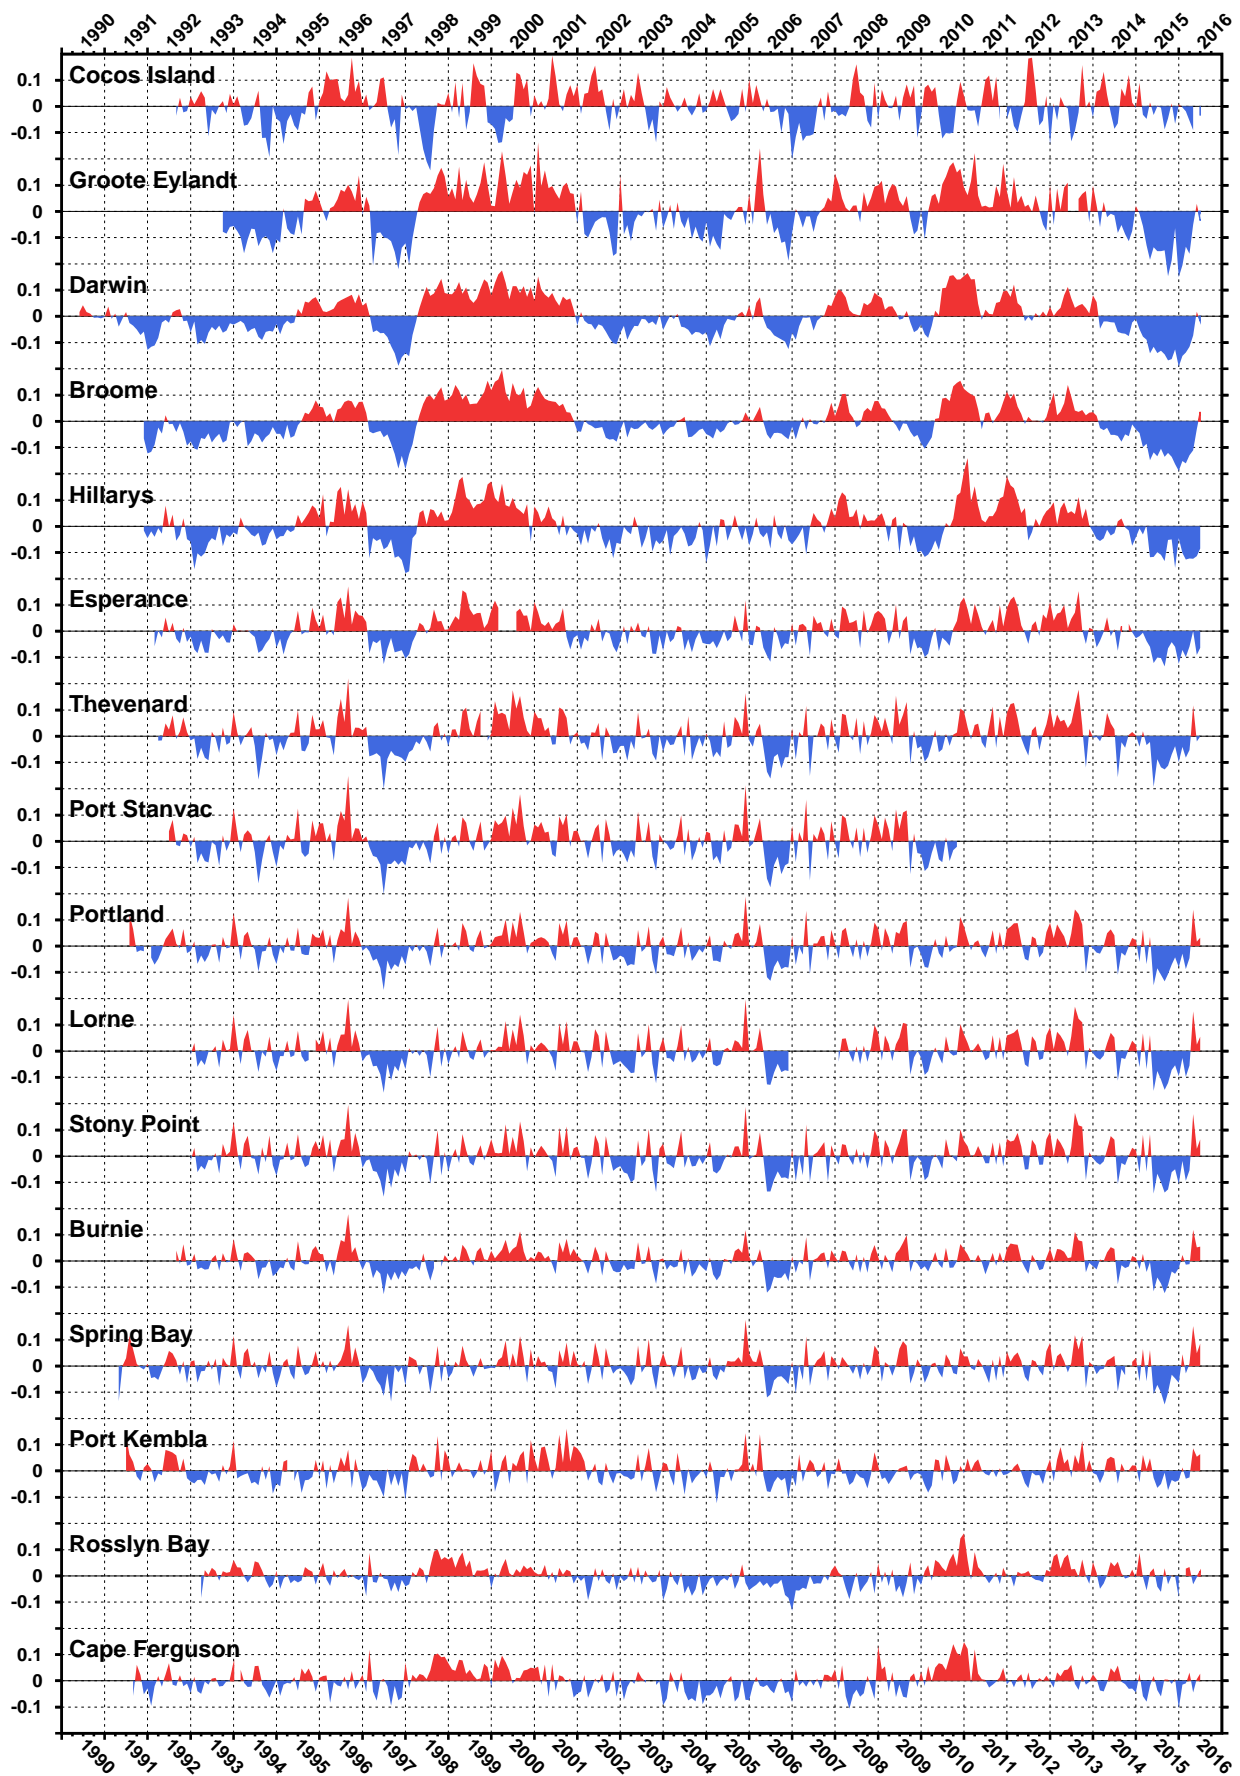 1990 1991 1992 1993 1994 1995 1996 1997 1998 1999 2000 2001 2002 2003 2004 2005 2006 2007 2008 2009 2010 2011 2012 2013 2014 2015 2016
Cocos Island
0.1
0
-0.1
Groote Eylandt
0.1
0
-0.1
Darwin
0.1
0
-0.1
Broome
0.1
0
-0.1
Hillarys
0.1
0
-0.1
Esperance
0.1
0
-0.1
Thevenard
0.1
0
-0.1
Port Stanvac
0.1
0
-0.1
Portland
0.1
0
-0.1
Lorne
0.1
0
-0.1
Stony Point
0.1
0
-0.1
Burnie
0.1
0
-0.1
Spring Bay
0.1
0
-0.1
Port Kembla
0.1
0
-0.1
Rosslyn Bay
0.1
0
-0.1
Cape Ferguson
0.1
0
-0.1
1990 1991 1992 1993 1994 1995 1996 1997 1998 1999 2000 2001 2002 2003 2004 2005 2006 2007 2008 2009 2010 2011 2012 2013 2014 2015 2016